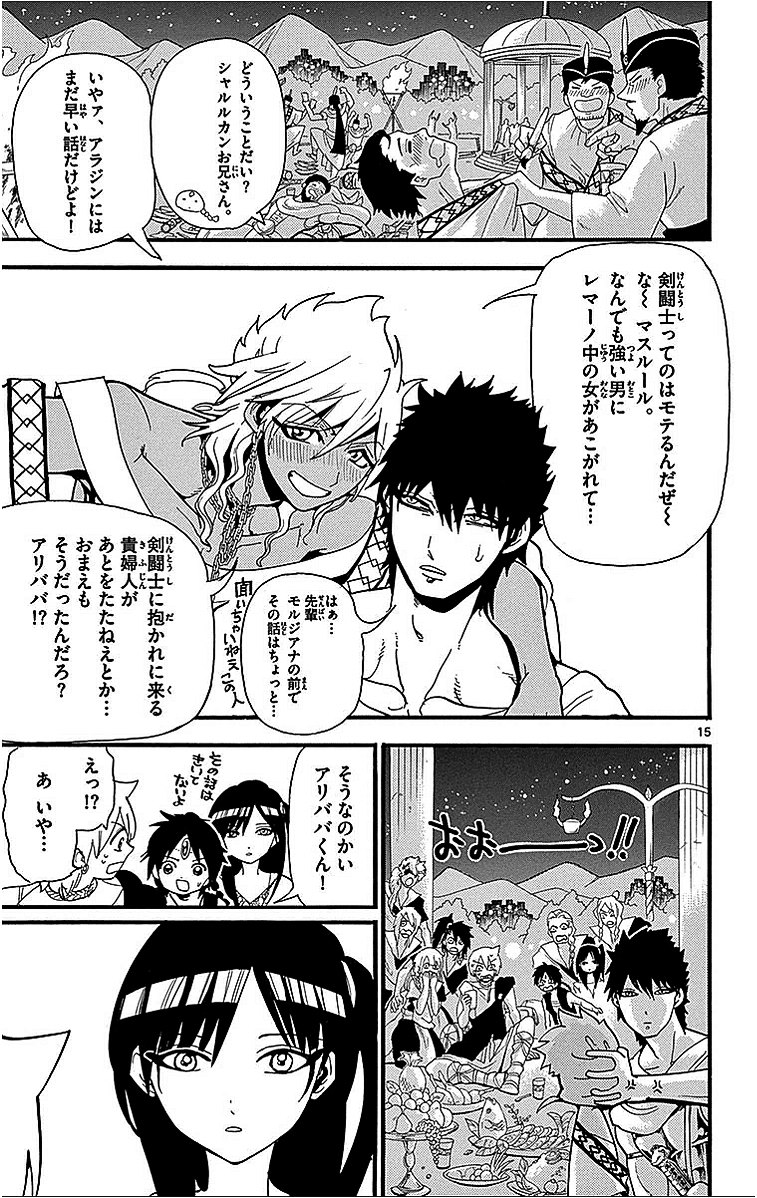 どういうことだい?
シャルルカンお兄さん。
いやァ、アラジンには
まだ早い話だけどよ!
剣闘士ってのはモテるんだぜ〜
な〜 マスルール。
なんでも強い男に
レマーノ中の女があこがれて…
はぁ…
先輩
モルジアナの前で
その話はちょっと…
面倒ちゃいねえこの人
剣闘士に抱かれに来る
貴婦人が
あとをたたねえとか…
そうだったんだろ?
おまえも
アリババ!?
15
おおーーーっ!!
そうなのかい
アリババくん!
その話は
きいて
ないよ
えっ!?
あ いや…